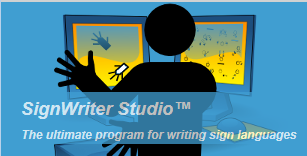 SignWriter Studio™
The ultimate program for writing sign languages